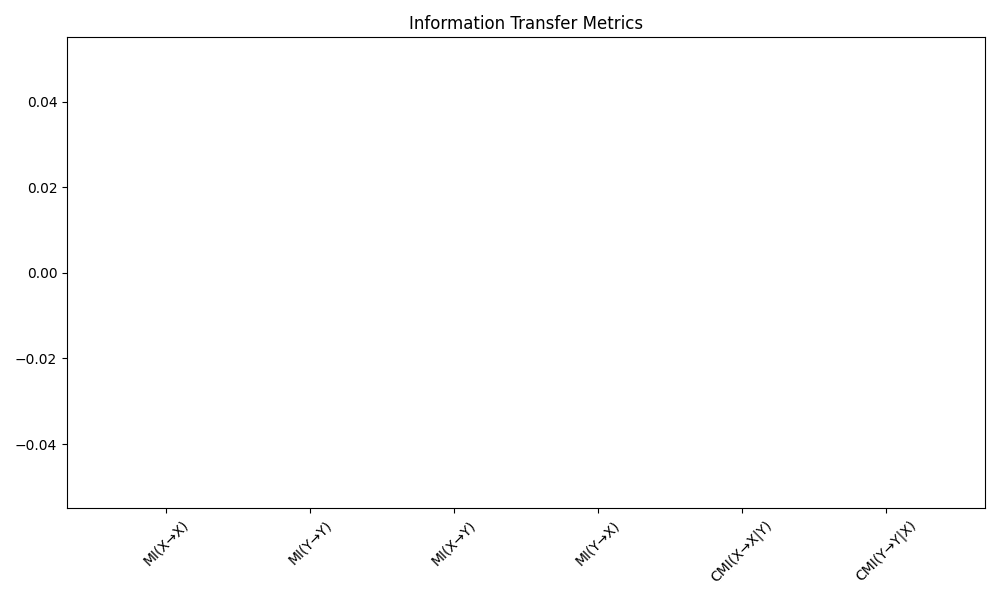 Information Transfer Metrics
0.04
0.02
0.00
−0.02
−0.04
MI(X→X)
MI(Y→Y)
MI(X→Y)
MI(Y→X)
CMI(X→X|Y)
CMI(Y→Y|X)